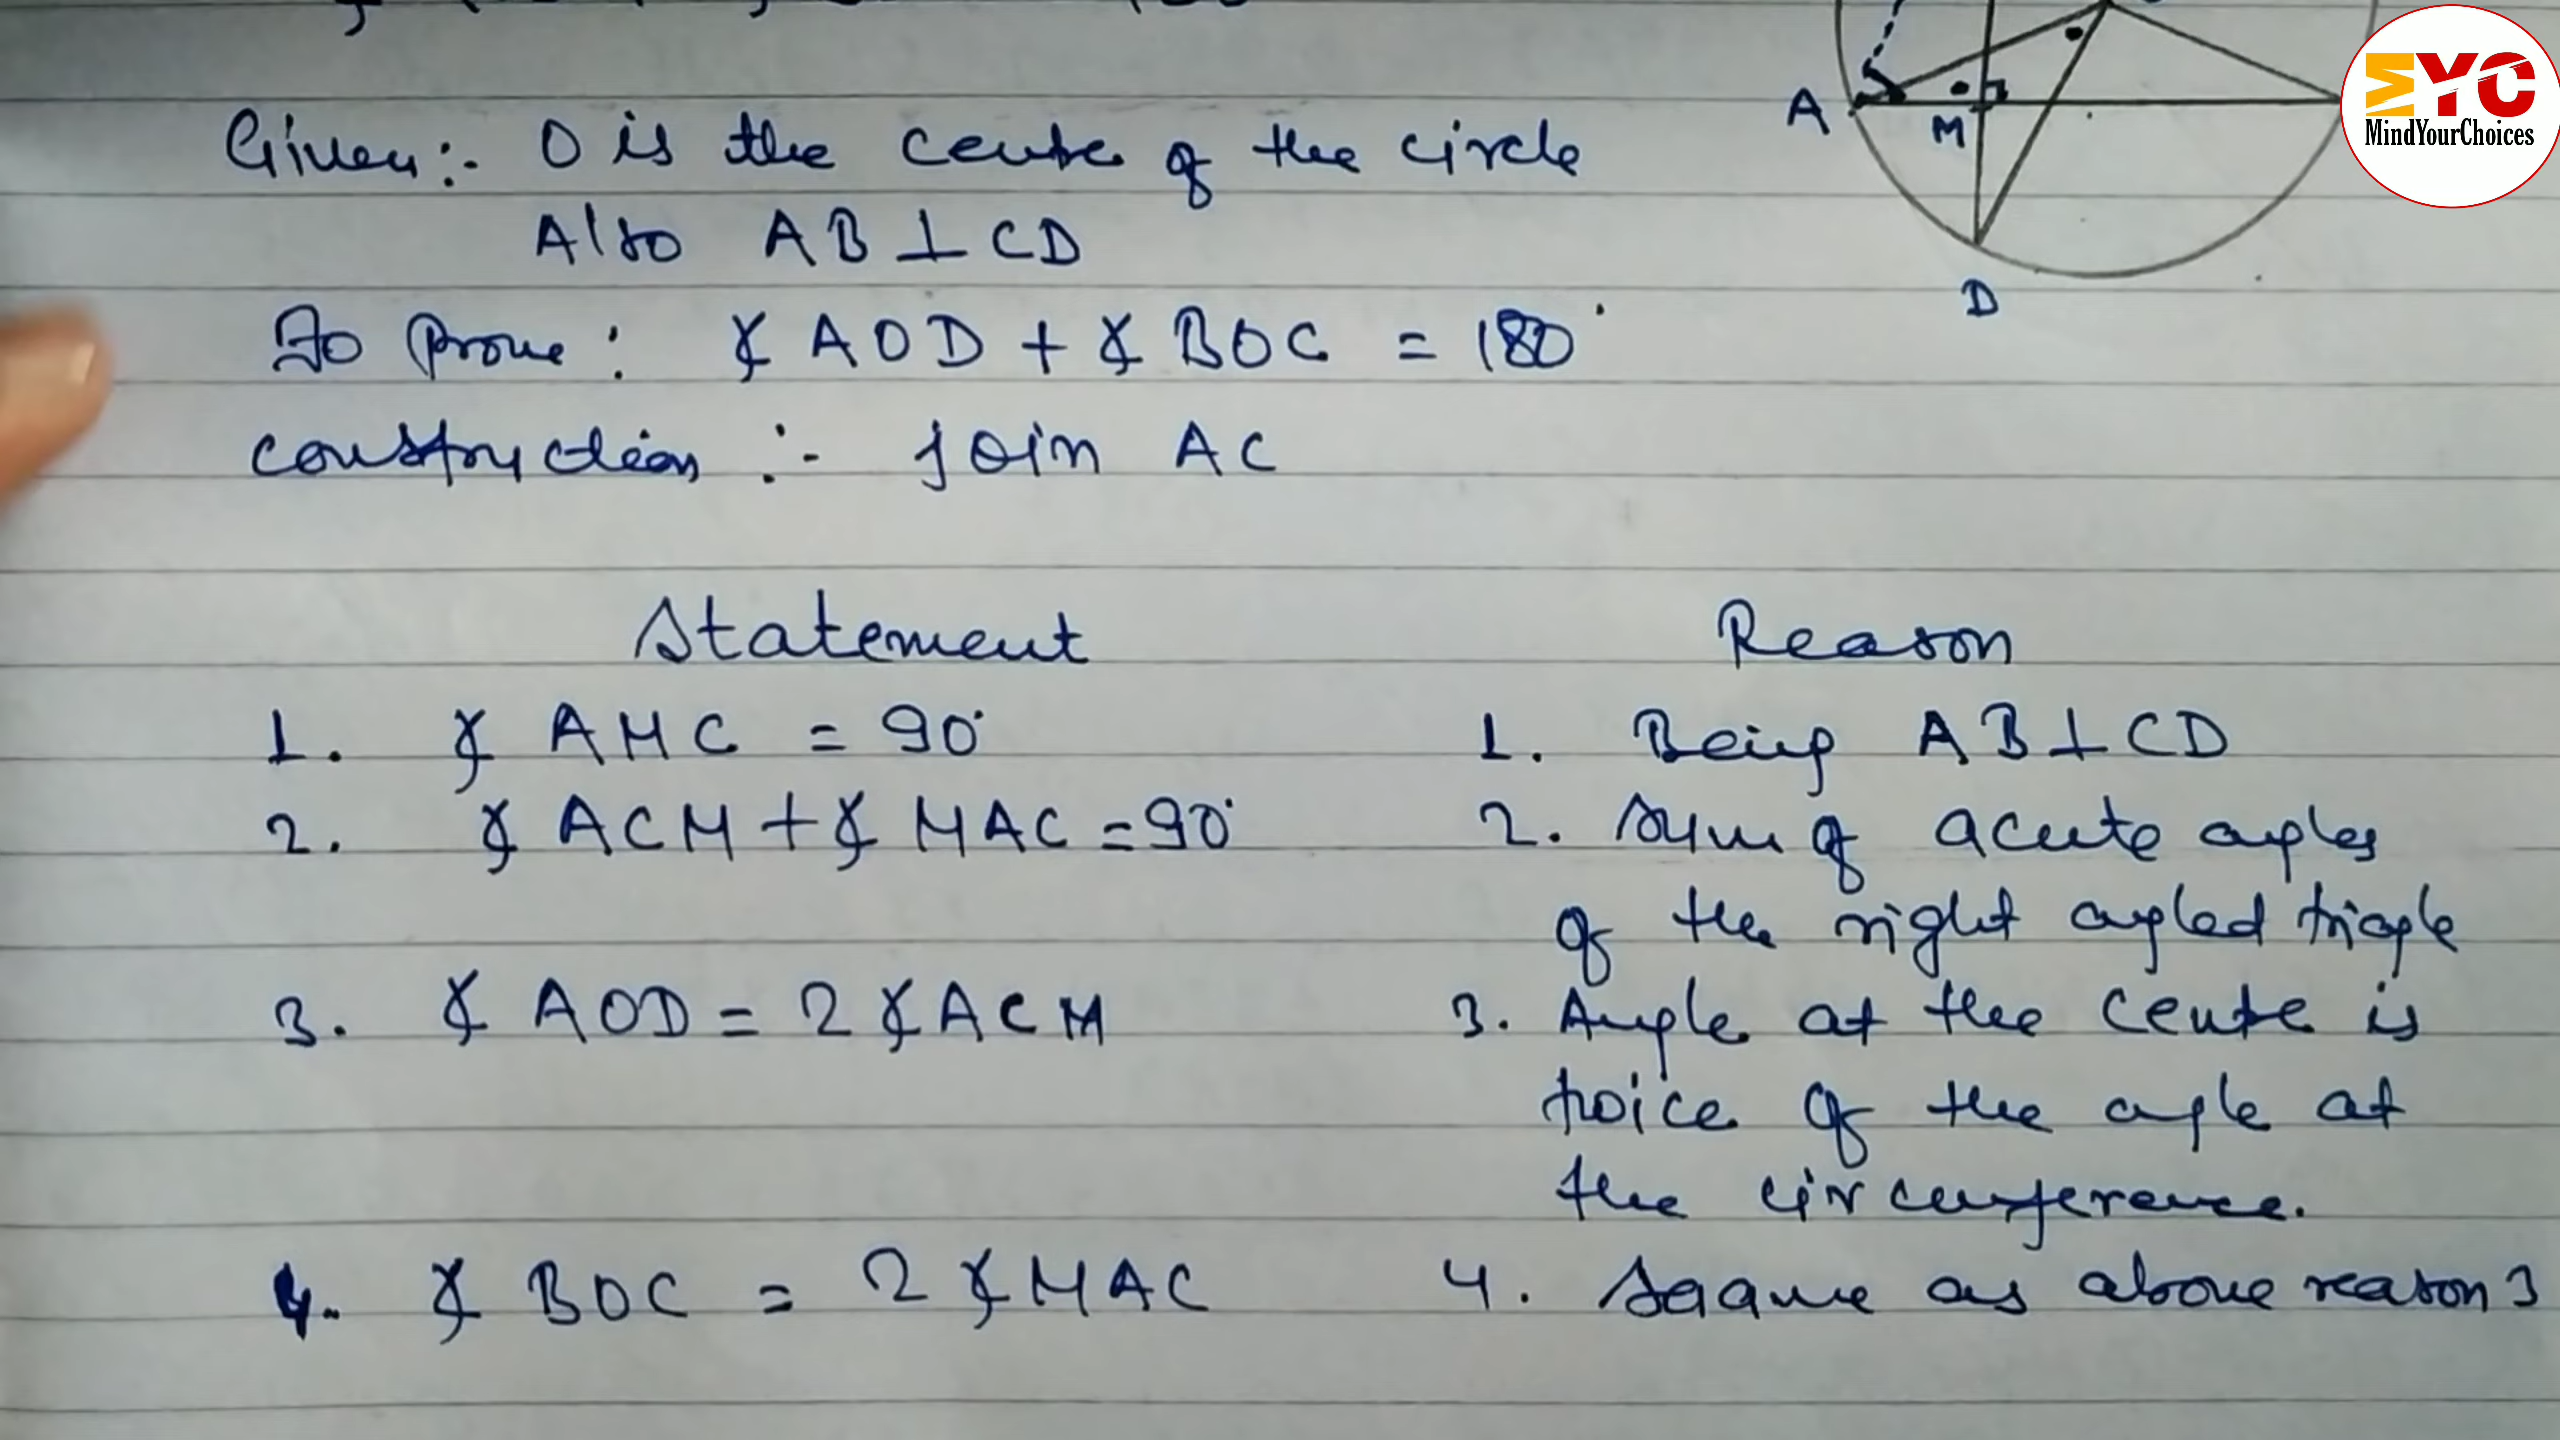 A
M
D
MYC
MindYourChoices
Given:- O is the centre of the circle
Also AB⊥CD
To prove: ∡AOD + ∡BOC = 180°
construction :- join AC
Statement Reason
1. ∡AMC = 90° 1. Being AB⊥CD
2. ∡ACM + ∡MAC = 90° 2. Sum of acute angles
of the right angled triangle
3. ∡AOD = 2∡ACM 3. Angle at the centre is
twice of the angle at
the circumference.
4. ∡BOC = 2∡MAC 4. Saame as above reason 3